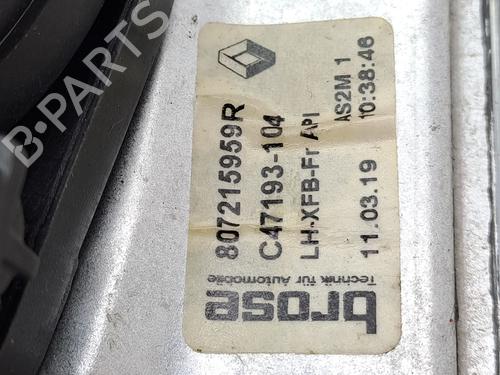 807215959R
C47193-104
LH-XFB-Fr API
AS2M 1
11.03.19 10:38:46
brose
Technik für Automobile
B-PARTS